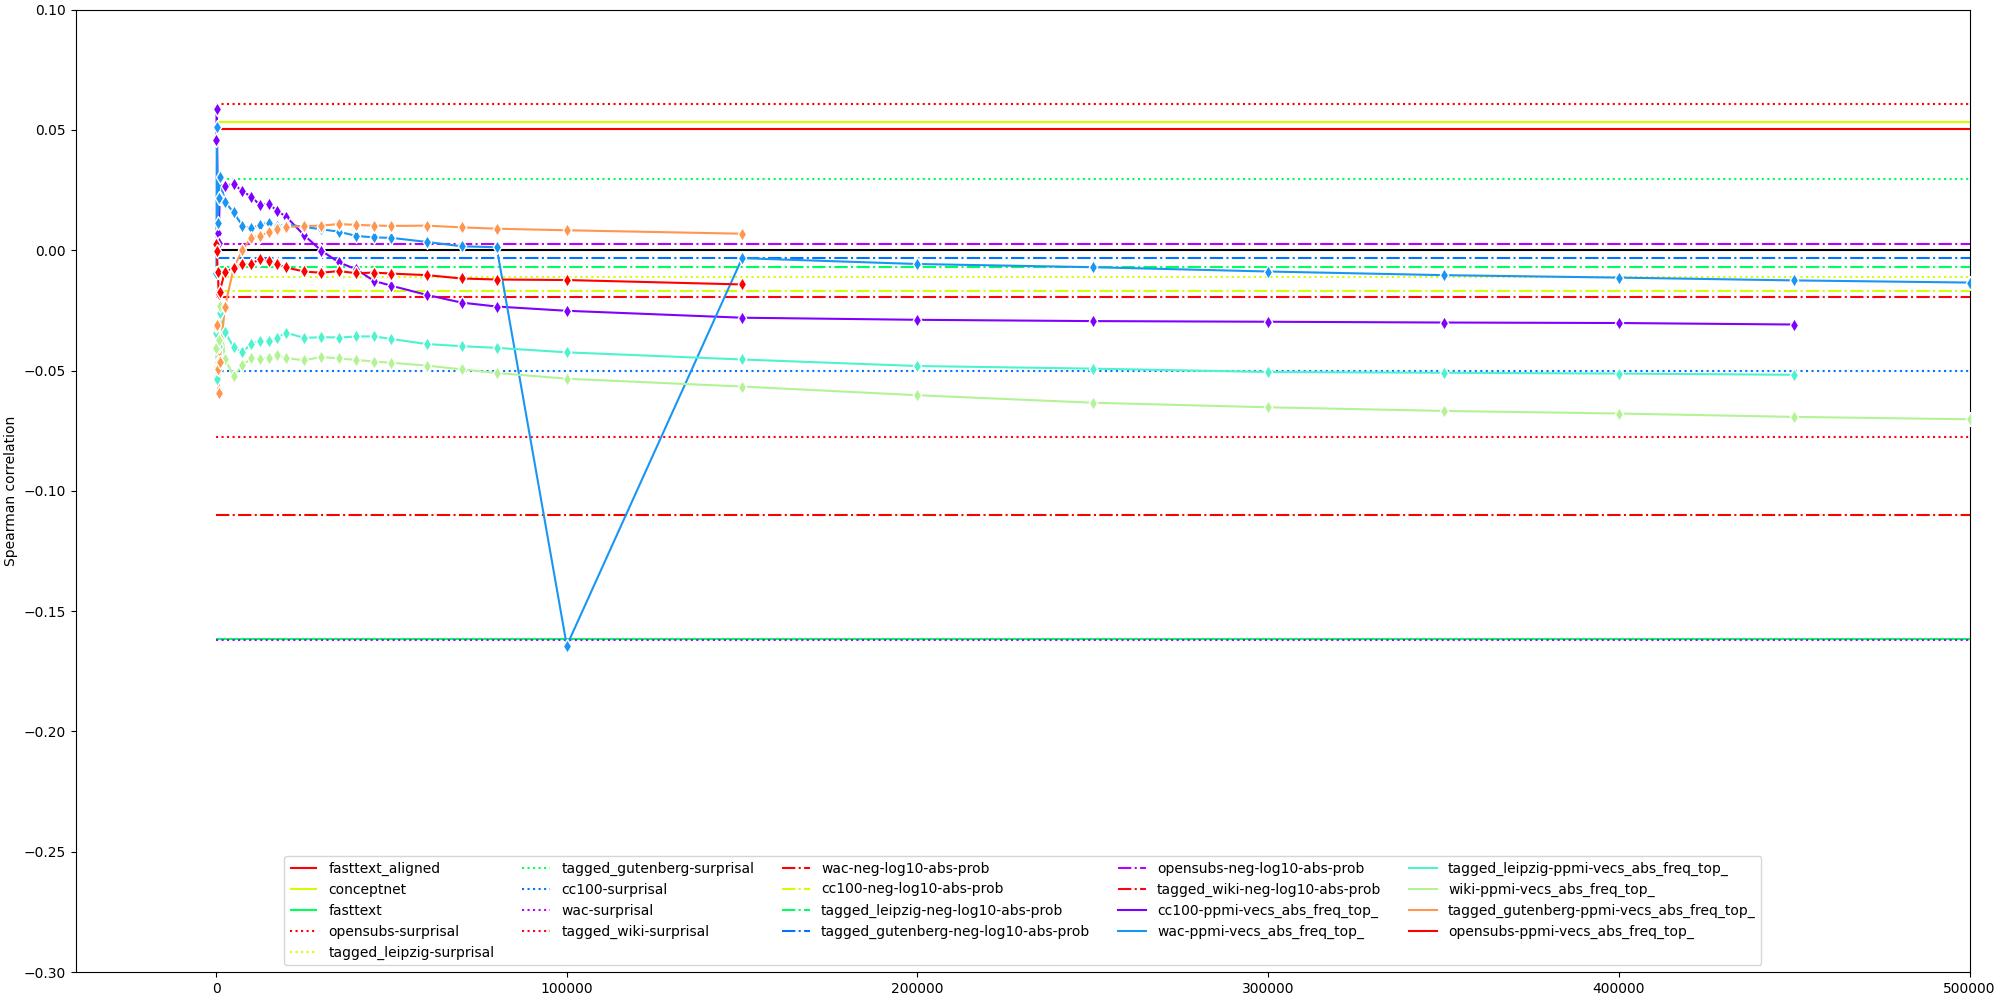 0.10
0.05
0.00
−0.05
−0.10
−0.15
−0.20
−0.25
−0.30
Spearman correlation
fasttext_aligned
conceptnet
fasttext
opensubs-surprisal
tagged_leipzig-surprisal
tagged_gutenberg-surprisal
cc100-surprisal
wac-surprisal
tagged_wiki-surprisal
wac-neg-log10-abs-prob
cc100-neg-log10-abs-prob
tagged_leipzig-neg-log10-abs-prob
tagged_gutenberg-neg-log10-abs-prob
opensubs-neg-log10-abs-prob
tagged_wiki-neg-log10-abs-prob
cc100-ppmi-vecs_abs_freq_top_
wac-ppmi-vecs_abs_freq_top_
tagged_leipzig-ppmi-vecs_abs_freq_top_
wiki-ppmi-vecs_abs_freq_top_
tagged_gutenberg-ppmi-vecs_abs_freq_top_
opensubs-ppmi-vecs_abs_freq_top_
0
100000
200000
300000
400000
500000